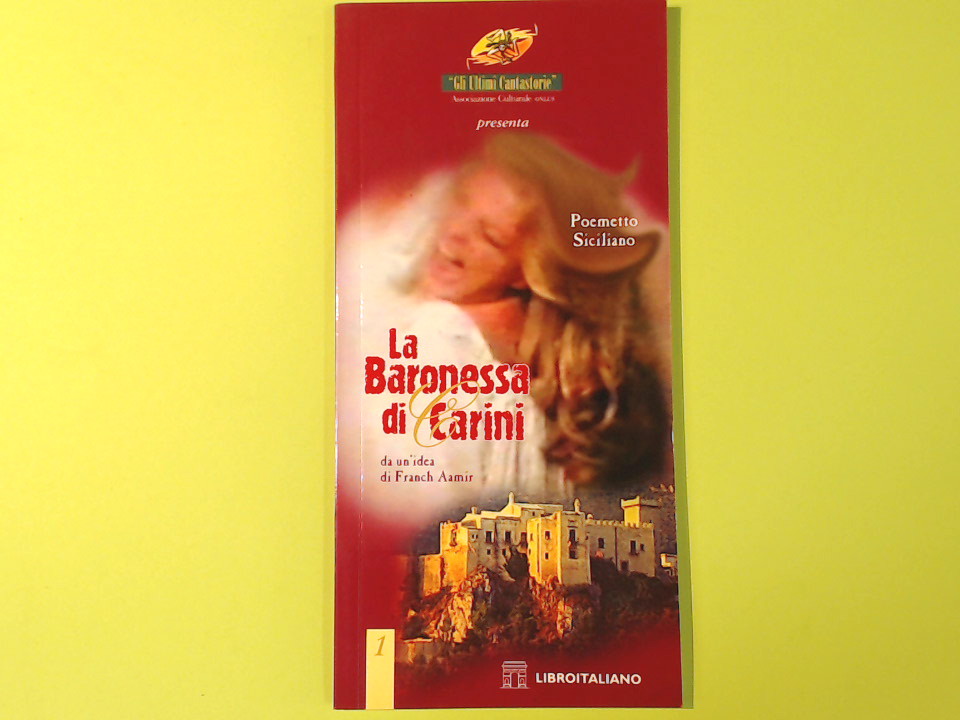 "Gli Ultimi Cantastorie"
Associazione Culturale ONLUS
presenta
Poemetto
Siciliano
La
Baronessa
di Carini
da un'idea
di Franch Aamir
1
LIBROITALIANO